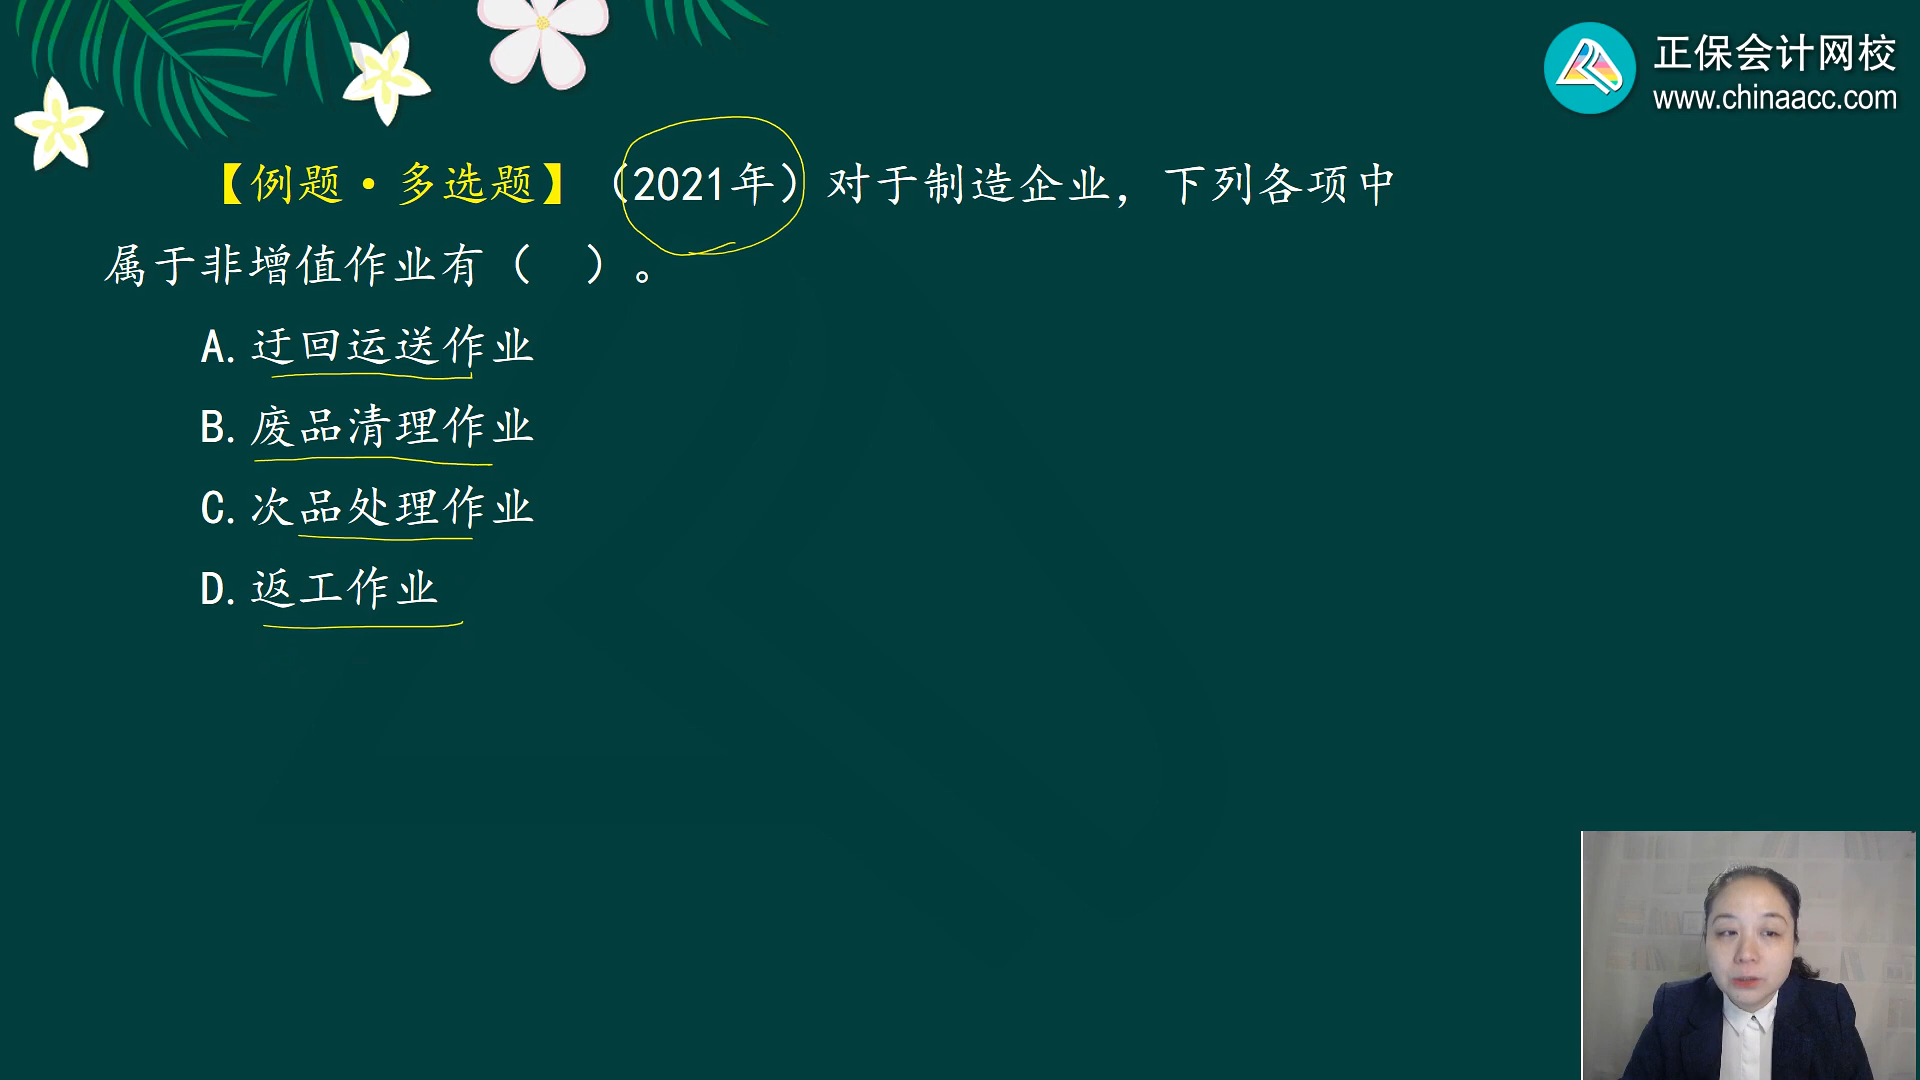 正保会计网校
www.chinaacc.com
【例题·多选题】（2021年）对于制造企业，下列各项中
属于非增值作业有（　）。
A.迂回运送作业
B.废品清理作业
C.次品处理作业
D.返工作业